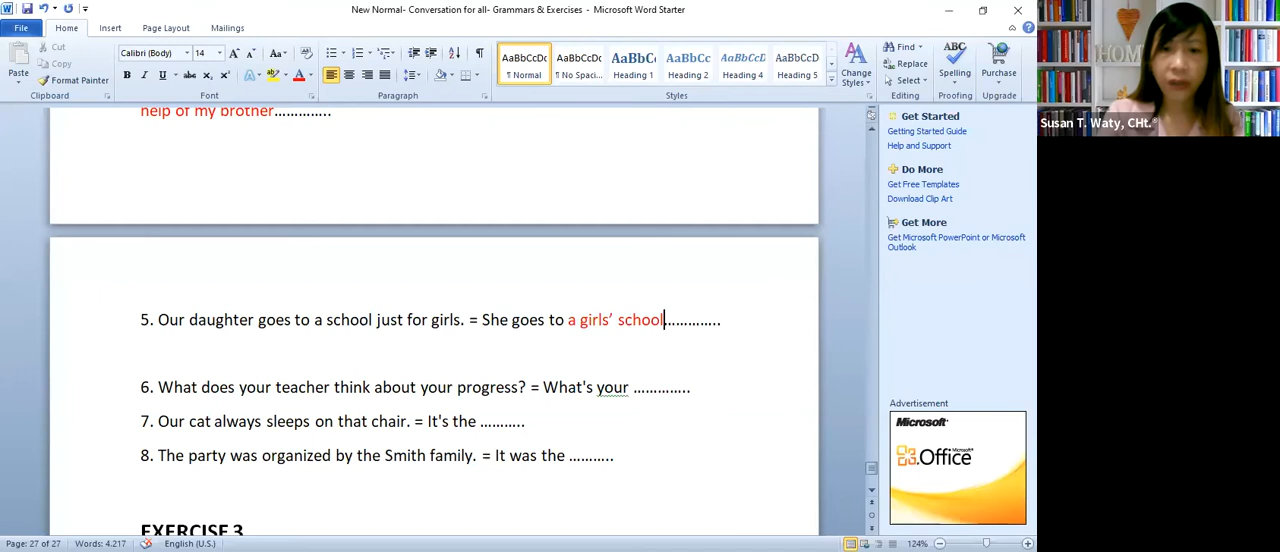 New Normal- Conversation for all- Grammars & Exercises - Microsoft Word Starter
File Home Insert Page Layout Mailings
Paste
Cut
Copy
Format Painter
Clipboard
Calibri (Body) 14
Font
Paragraph
AaBbCcDc AaBbCcDc AaBbCc AaBbCc AaBbCc AaBbCcD
¶ Normal ¶ No Spaci... Heading 1 Heading 2 Heading 4 Heading 5
Styles
Change Styles
Find
Replace
Select
Editing
ABC
Spelling
Proofing
Purchase
Upgrade
HOM
Susan T. Waty, CHt.®
help of my brother…………..
5. Our daughter goes to a school just for girls. = She goes to a girls’ school…………..
6. What does your teacher think about your progress? = What's your …………..
7. Our cat always sleeps on that chair. = It's the ………..
8. The party was organized by the Smith family. = It was the ………..
EXERCISE 3
Get Started
Getting Started Guide
Help and Support
Do More
Get Free Templates
Download Clip Art
Get More
Get Microsoft PowerPoint or Microsoft
Outlook
Advertisement
Microsoft®
Office
Page: 27 of 27 Words: 4.217 English (U.S.) 124%